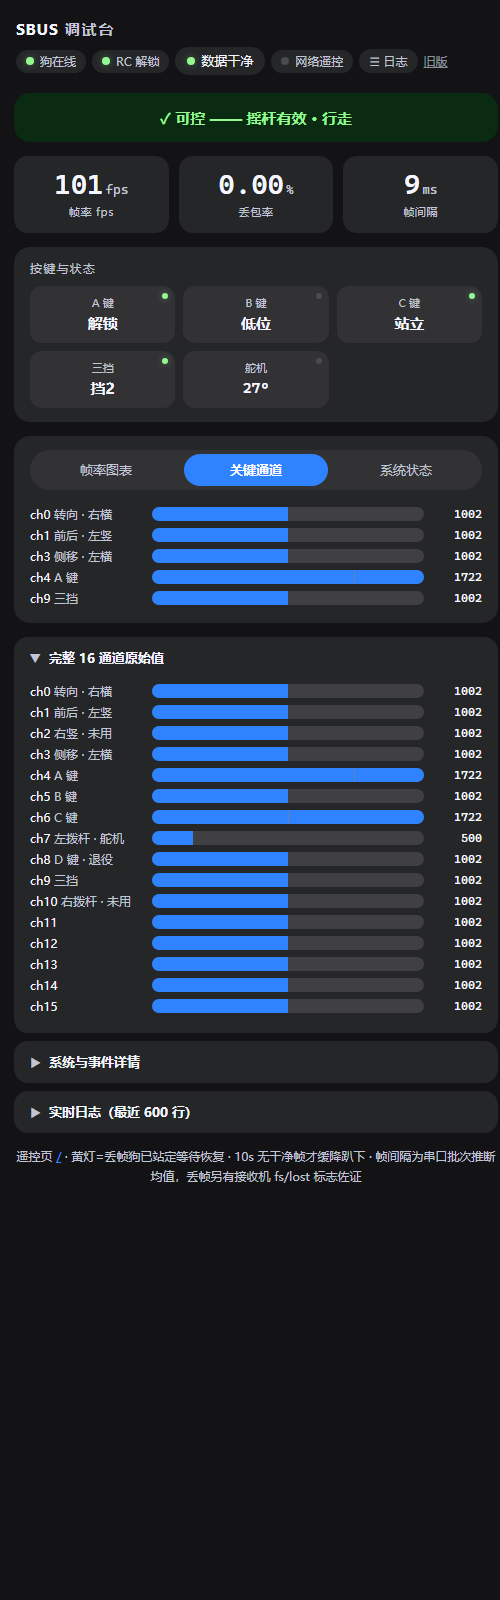 SBUS 调试台
狗在线 RC 解锁 数据干净 网络遥控 ☰ 日志 旧版
✓ 可控 —— 摇杆有效 · 行走
101 fps 0.00 % 9 ms
帧率 fps 丢包率 帧间隔
按键与状态
A 键 B 键 C 键
解锁 低位 站立
三挡 舵机
挡2 27°
帧率图表 关键通道 系统状态
ch0 转向 · 右横 1002
ch1 前后 · 左竖 1002
ch3 侧移 · 左横 1002
ch4 A 键 1722
ch9 三挡 1002
▼ 完整 16 通道原始值
ch0 转向 · 右横 1002
ch1 前后 · 左竖 1002
ch2 右竖 · 未用 1002
ch3 侧移 · 左横 1002
ch4 A 键 1722
ch5 B 键 1002
ch6 C 键 1722
ch7 左拨杆 · 舵机 500
ch8 D 键 · 退役 1002
ch9 三挡 1002
ch10 右拨杆 · 未用 1002
ch11 1002
ch12 1002
ch13 1002
ch14 1002
ch15 1002
▶ 系统与事件详情
▶ 实时日志（最近 600 行）
遥控页 / · 黄灯=丢帧狗已站定等待恢复 · 10s 无干净帧才缓降趴下 · 帧间隔为串口批次推断
均值，丢帧另有接收机 fs/lost 标志佐证